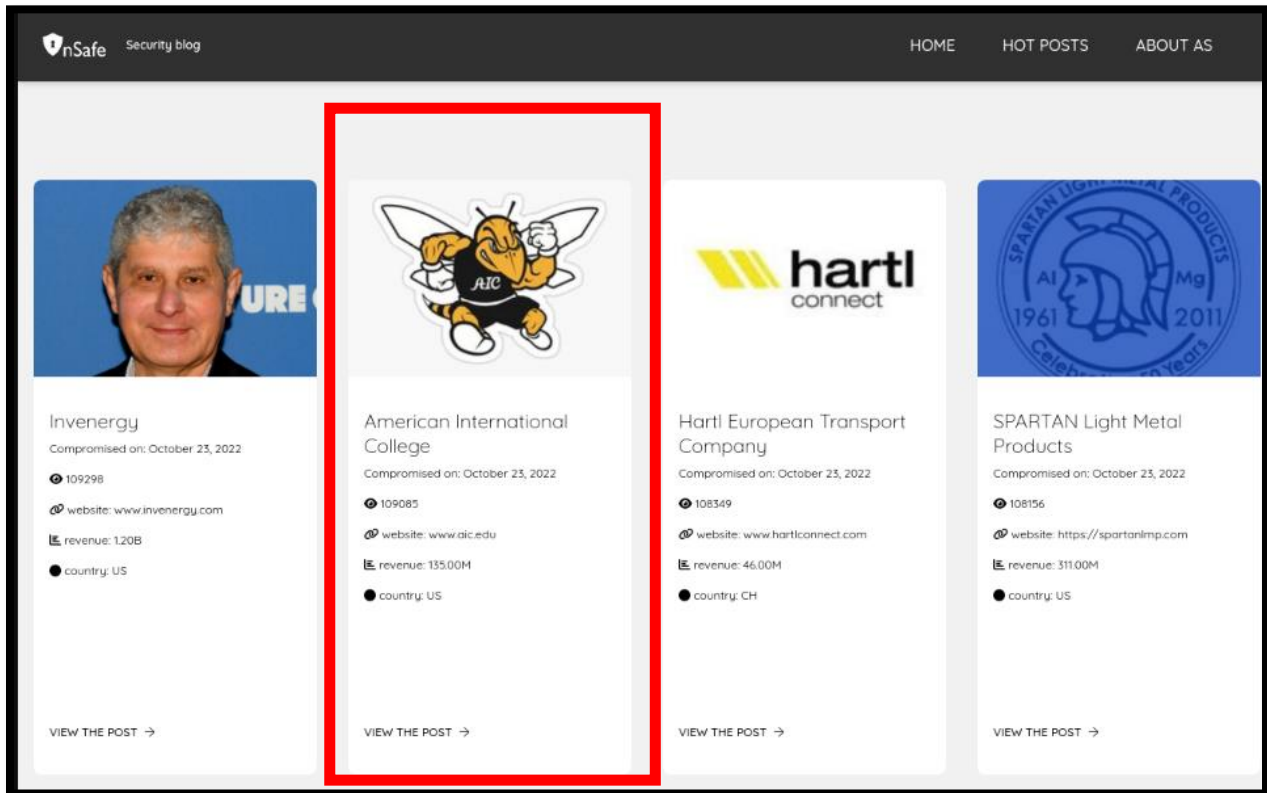 nSafe Security blog HOME HOT POSTS ABOUT AS
URE
Invenergy
Compromised on: October 23, 2022
109298
website: www.invenergy.com
revenue: 1.20B
country: US
VIEW THE POST →
AIC
American International
College
Compromised on: October 23, 2022
109085
website: www.aic.edu
revenue: 135.00M
country: US
VIEW THE POST →
hartl
connect
Hartl European Transport
Company
Compromised on: October 23, 2022
108349
website: www.hartlconnect.com
revenue: 46.00M
country: CH
VIEW THE POST →
SPARTAN LIGHT METAL PRODUCTS
Al Mg
1961 2011
Celebrating 50 Years
SPARTAN Light Metal
Products
Compromised on: October 23, 2022
108156
website: https://spartanlmp.com
revenue: 311.00M
country: US
VIEW THE POST →